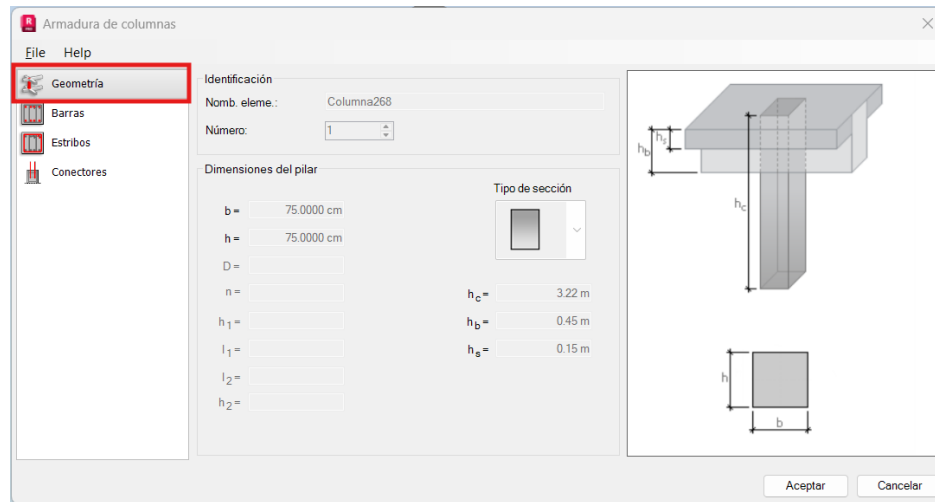 R
PRO
Armadura de columnas
File Help
Geometría
Barras
Estribos
Conectores
Identificación
Nomb. eleme.: Columna268
Número: 1
Dimensiones del pilar
Tipo de sección
b = 75.0000 cm
h = 75.0000 cm
D =
n =
h1 =
l1 =
l2 =
h2 =
hc = 3.22 m
hb = 0.45 m
hs = 0.15 m
hs
hb
hc
h
b
Aceptar Cancelar